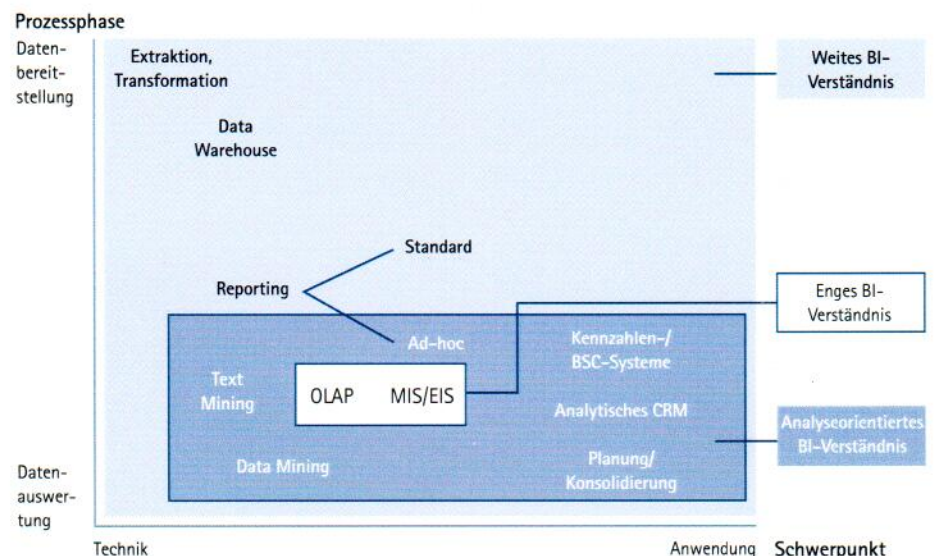 Prozessphase
Daten-
bereit-
stellung
Extraktion,
Transformation
Weites BI-
Verständnis
Data
Warehouse
Standard
Reporting
Enges BI-
Verständnis
Ad-hoc
Kennzahlen-/
BSC-Systeme
Text
Mining
OLAP MIS/EIS
Analytisches CRM
Analyseorientiertes
BI-Verständnis
Data Mining
Planung/
Konsolidierung
Daten-
auswer-
tung
Technik
Anwendung Schwerpunkt